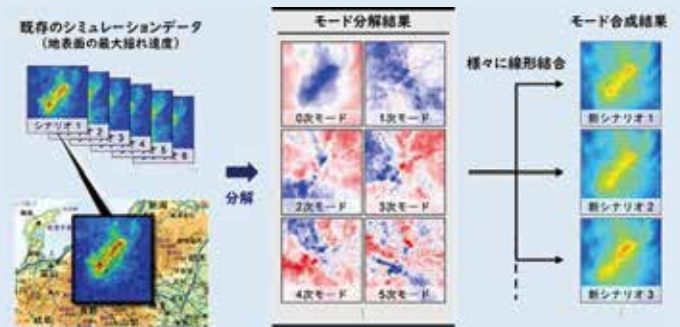 既存のシミュレーションデータ
(地表面の最大揺れ速度)
シナリオ 1
2
3
4
5
6
分解
モード分解結果
0次モード
1次モード
2次モード
3次モード
4次モード
5次モード
様々に線形結合
モード合成結果
新シナリオ 1
新シナリオ 2
新シナリオ 3